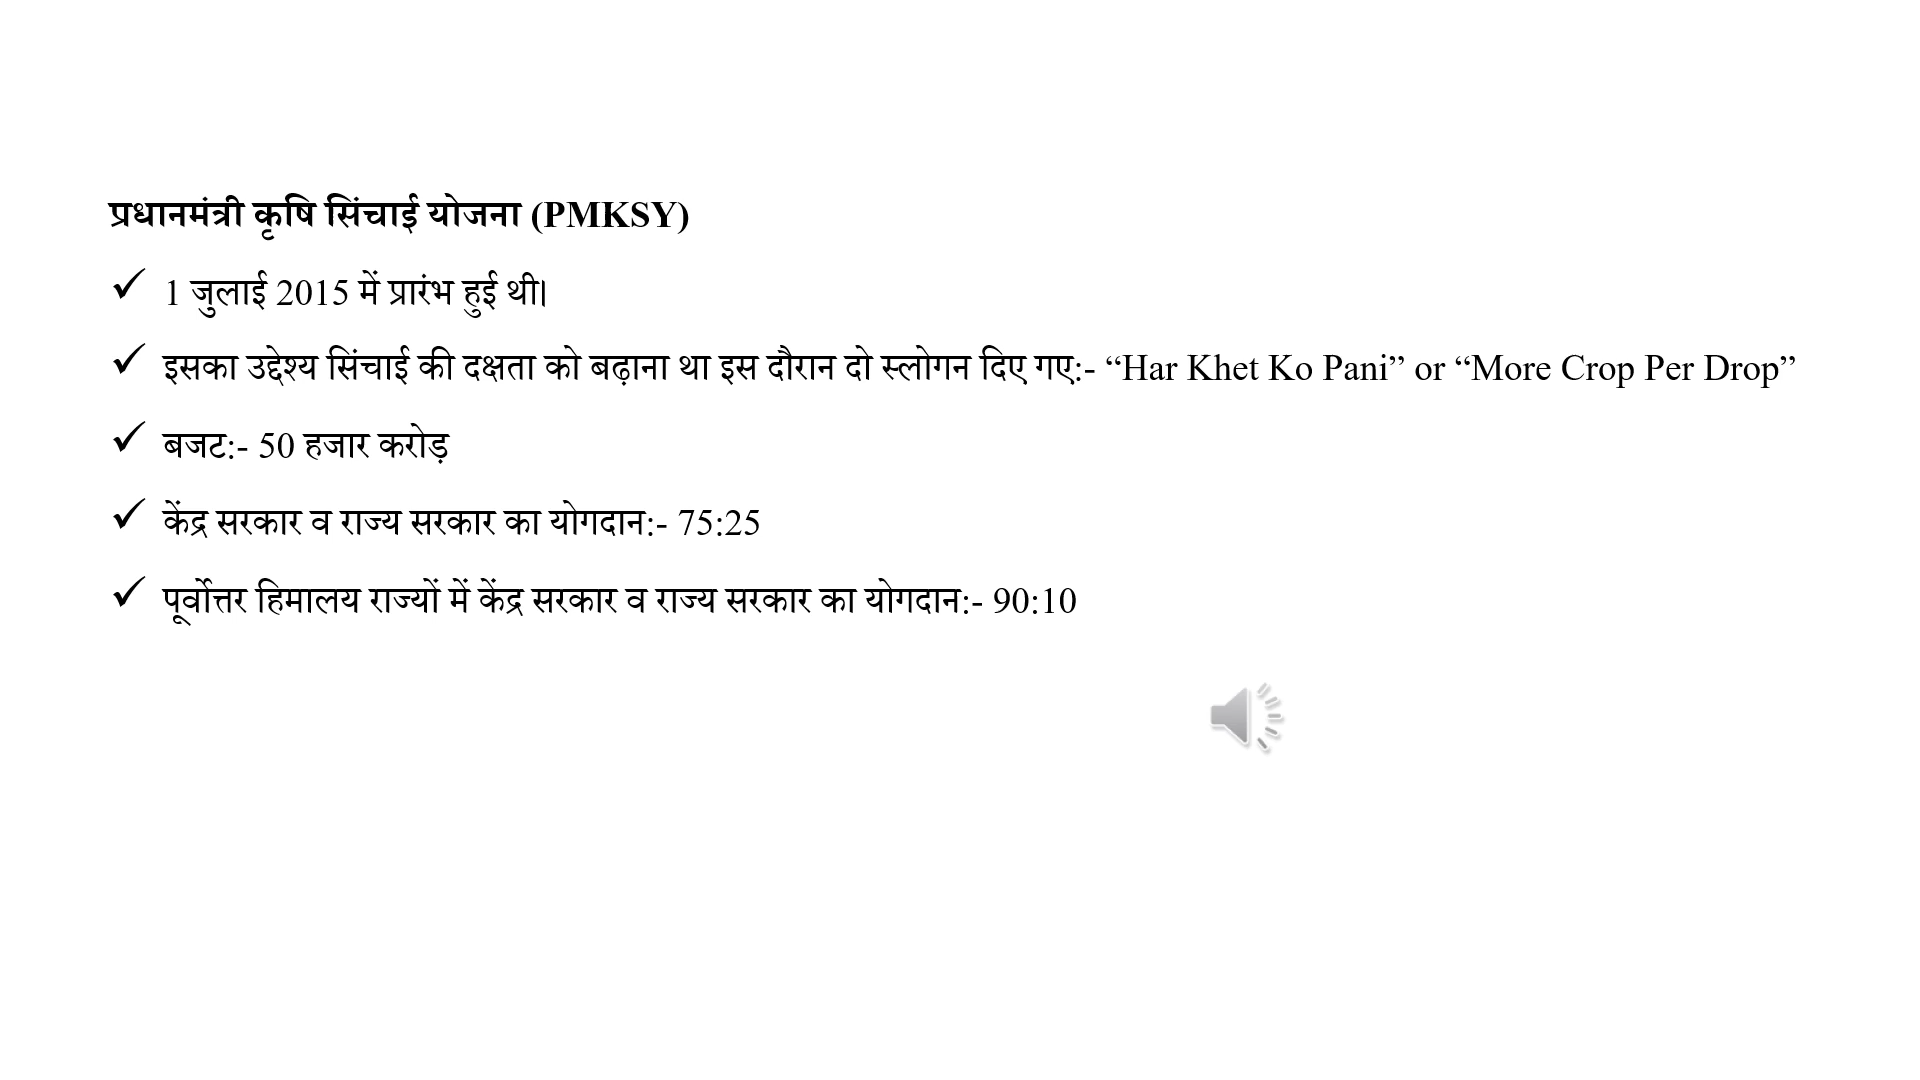 प्रधानमंत्री कृषि सिंचाई योजना (PMKSY)
✓ 1 जुलाई 2015 में प्रारंभ हुई थी।
✓ इसका उद्देश्य सिंचाई की दक्षता को बढ़ाना था इस दौरान दो स्लोगन दिए गए:- “Har Khet Ko Pani” or “More Crop Per Drop”
✓ बजट:- 50 हजार करोड़
✓ केंद्र सरकार व राज्य सरकार का योगदान:- 75:25
✓ पूर्वोत्तर हिमालय राज्यों में केंद्र सरकार व राज्य सरकार का योगदान:- 90:10